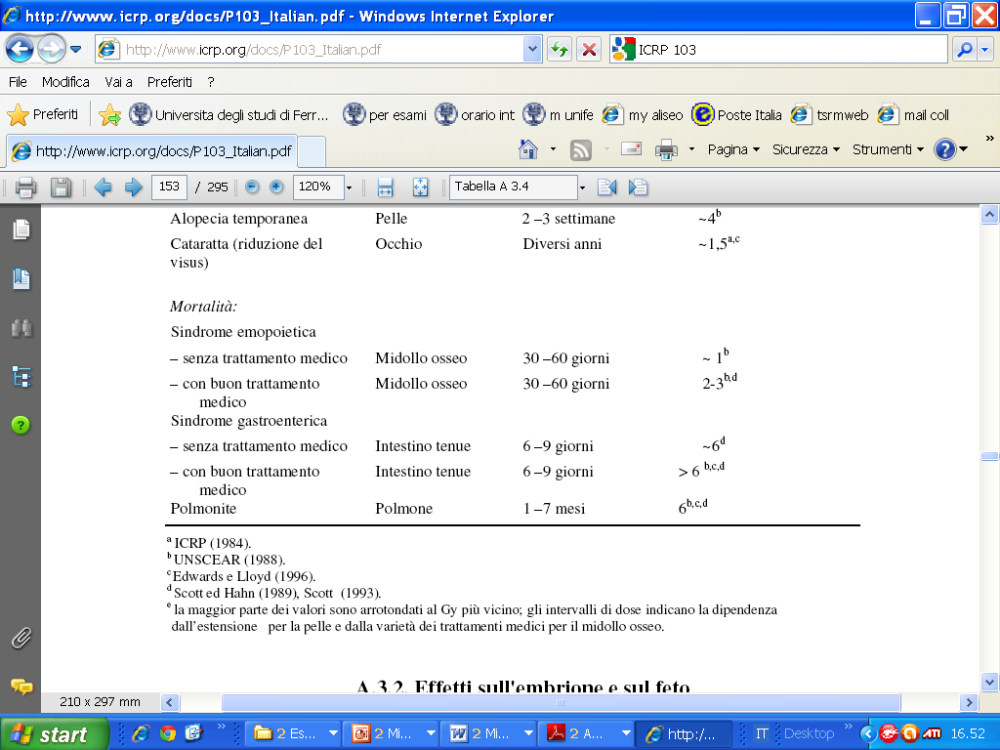 http://www.icrp.org/docs/P103_Italian.pdf - Windows Internet Explorer
http://www.icrp.org/docs/P103_Italian.pdf
ICRP 103
File Modifica Vai a Preferiti ?
Preferiti Universita degli studi di Ferr... per esami orario int m unife my aliseo Poste Italia tsrmweb mail coll »
http://www.icrp.org/docs/P103_Italian.pdf Pagina Sicurezza Strumenti ? »
153 / 295 120% Tabella A 3.4
Alopecia temporanea Pelle 2 –3 settimane ~4b
Cataratta (riduzione del Occhio Diversi anni ~1,5a,c
visus)
Mortalità:
Sindrome emopoietica
– senza trattamento medico Midollo osseo 30 –60 giorni ~ 1b
– con buon trattamento Midollo osseo 30 –60 giorni 2-3b,d
medico
Sindrome gastroenterica
– senza trattamento medico Intestino tenue 6 –9 giorni ~6d
– con buon trattamento Intestino tenue 6 –9 giorni > 6 b,c,d
medico
Polmonite Polmone 1 –7 mesi 6b,c,d
a ICRP (1984).
b UNSCEAR (1988).
c Edwards e Lloyd (1996).
d Scott ed Hahn (1989), Scott (1993).
e la maggior parte dei valori sono arrotondati al Gy più vicino; gli intervalli di dose indicano la dipendenza
dall'estensione per la pelle e dalla varietà dei trattamenti medici per il midollo osseo.
A.3.2. Effetti sull'embrione e sul feto
210 x 297 mm
start » 2 Es... 2 Mi... 2 Mi... 2 A... http:/... IT Desktop » ATI 16.52